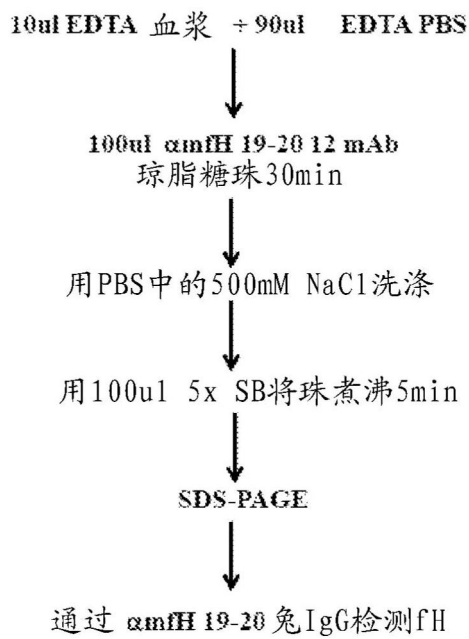 10ul EDTA 血浆 + 90ul EDTA PBS
100ul αmfH 19-20 12 mAb
琼脂糖珠30min
用PBS中的500mM NaCl洗涤
用100ul 5x SB将珠煮沸5min
SDS-PAGE
通过 αmfH 19-20 兔IgG检测fH